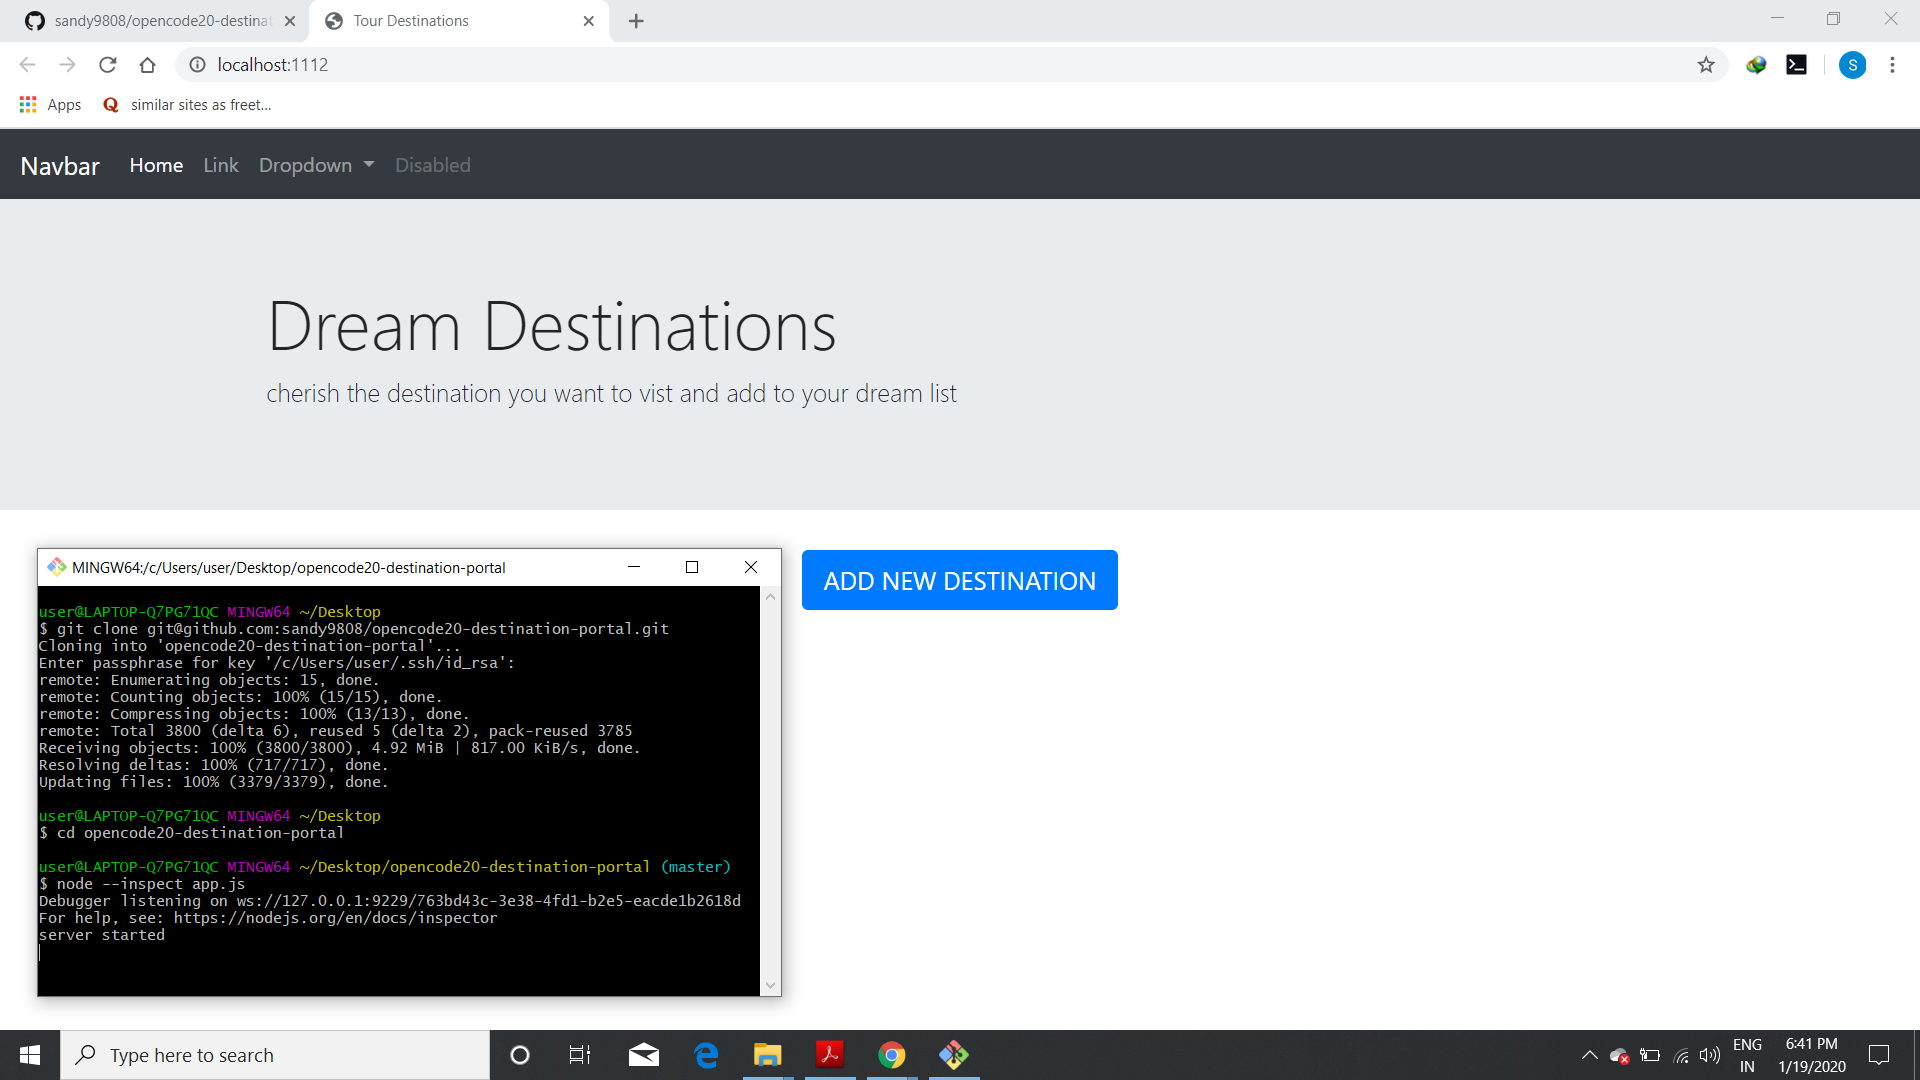 sandy9808/opencode20-destinat
Tour Destinations
localhost:1112
S
Apps
similar sites as freet...
Navbar
Home
Link
Dropdown
Disabled
Dream Destinations
cherish the destination you want to vist and add to your dream list
ADD NEW DESTINATION
MINGW64:/c/Users/user/Desktop/opencode20-destination-portal
user@LAPTOP-Q7PG71QC MINGW64 ~/Desktop
$ git clone git@github.com:sandy9808/opencode20-destination-portal.git
Cloning into 'opencode20-destination-portal'...
Enter passphrase for key '/c/Users/user/.ssh/id_rsa':
remote: Enumerating objects: 15, done.
remote: Counting objects: 100% (15/15), done.
remote: Compressing objects: 100% (13/13), done.
remote: Total 3800 (delta 6), reused 5 (delta 2), pack-reused 3785
Receiving objects: 100% (3800/3800), 4.92 MiB | 817.00 KiB/s, done.
Resolving deltas: 100% (717/717), done.
Updating files: 100% (3379/3379), done.
user@LAPTOP-Q7PG71QC MINGW64 ~/Desktop
$ cd opencode20-destination-portal
user@LAPTOP-Q7PG71QC MINGW64 ~/Desktop/opencode20-destination-portal (master)
$ node --inspect app.js
Debugger listening on ws://127.0.0.1:9229/763bd43c-3e38-4fd1-b2e5-eacde1b2618d
For help, see: https://nodejs.org/en/docs/inspector
server started
Type here to search
ENG
IN
6:41 PM
1/19/2020